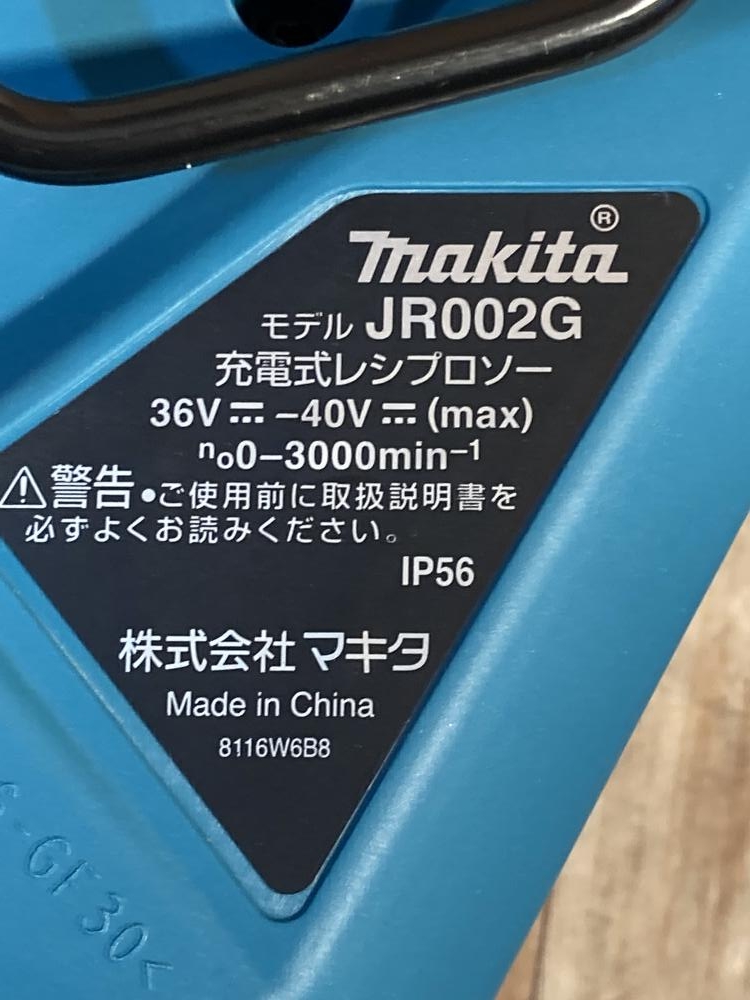 makita®
モデル JR002G
充電式レシプロソー
36V⎓–40V⎓(max)
no0–3000min–1
⚠警告●ご使用前に取扱説明書を
必ずよくお読みください。
IP56
株式会社マキタ
Made in China
8116W6B8
-GF30<